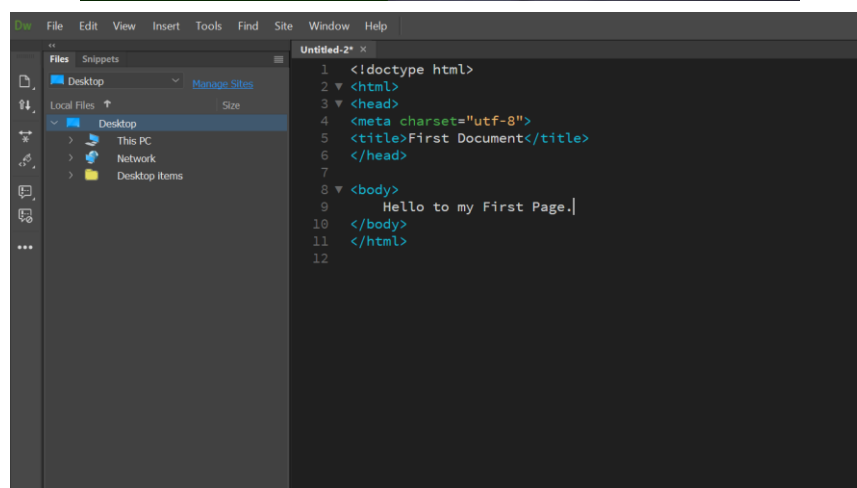 Dw File Edit View Insert Tools Find Site Window Help
Files Snippets
Desktop Manage Sites
Local Files Size
Desktop
This PC
Network
Desktop items
Untitled-2* ×
1 <!doctype html>
2 <html>
3 <head>
4 <meta charset="utf-8">
5 <title>First Document</title>
6 </head>
7
8 <body>
9 Hello to my First Page.
10 </body>
11 </html>
12